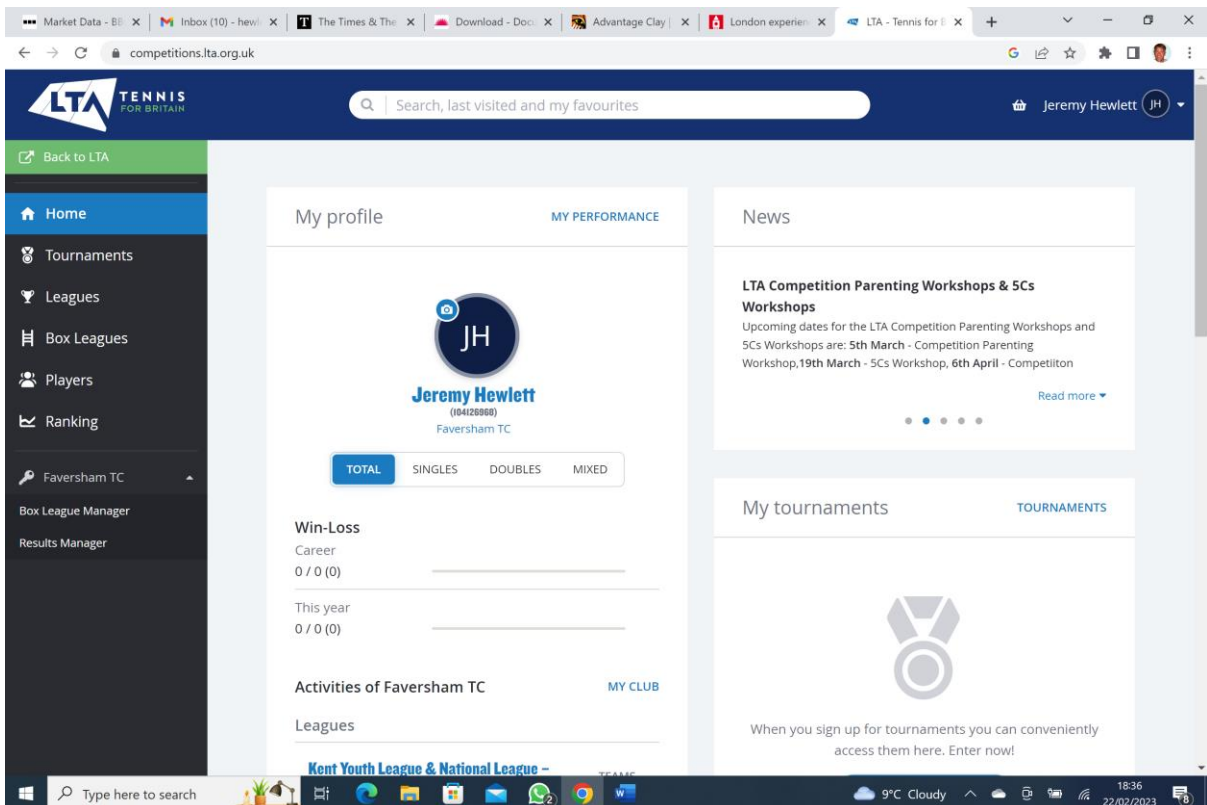 Market Data - BB
Inbox (10) - hewl
The Times & The
Download - Doc
Advantage Clay |
London experien
LTA - Tennis for B
competitions.lta.org.uk
LTA TENNIS
FOR BRITAIN
Search, last visited and my favourites
Jeremy Hewlett JH
Back to LTA
Home
Tournaments
Leagues
Box Leagues
Players
Ranking
Faversham TC
Box League Manager
Results Manager
My profile MY PERFORMANCE
JH
Jeremy Hewlett
(104126968)
Faversham TC
TOTAL SINGLES DOUBLES MIXED
Win-Loss
Career
0 / 0 (0)
This year
0 / 0 (0)
Activities of Faversham TC MY CLUB
Leagues
Kent Youth League & National League –
TEAMS
News
LTA Competition Parenting Workshops & 5Cs
Workshops
Upcoming dates for the LTA Competition Parenting Workshops and
5Cs Workshops are: 5th March - Competition Parenting
Workshop,19th March - 5Cs Workshop, 6th April - Competiiton
Read more
My tournaments TOURNAMENTS
When you sign up for tournaments you can conveniently
access them here. Enter now!
Type here to search
9°C Cloudy
18:36
22/02/2023